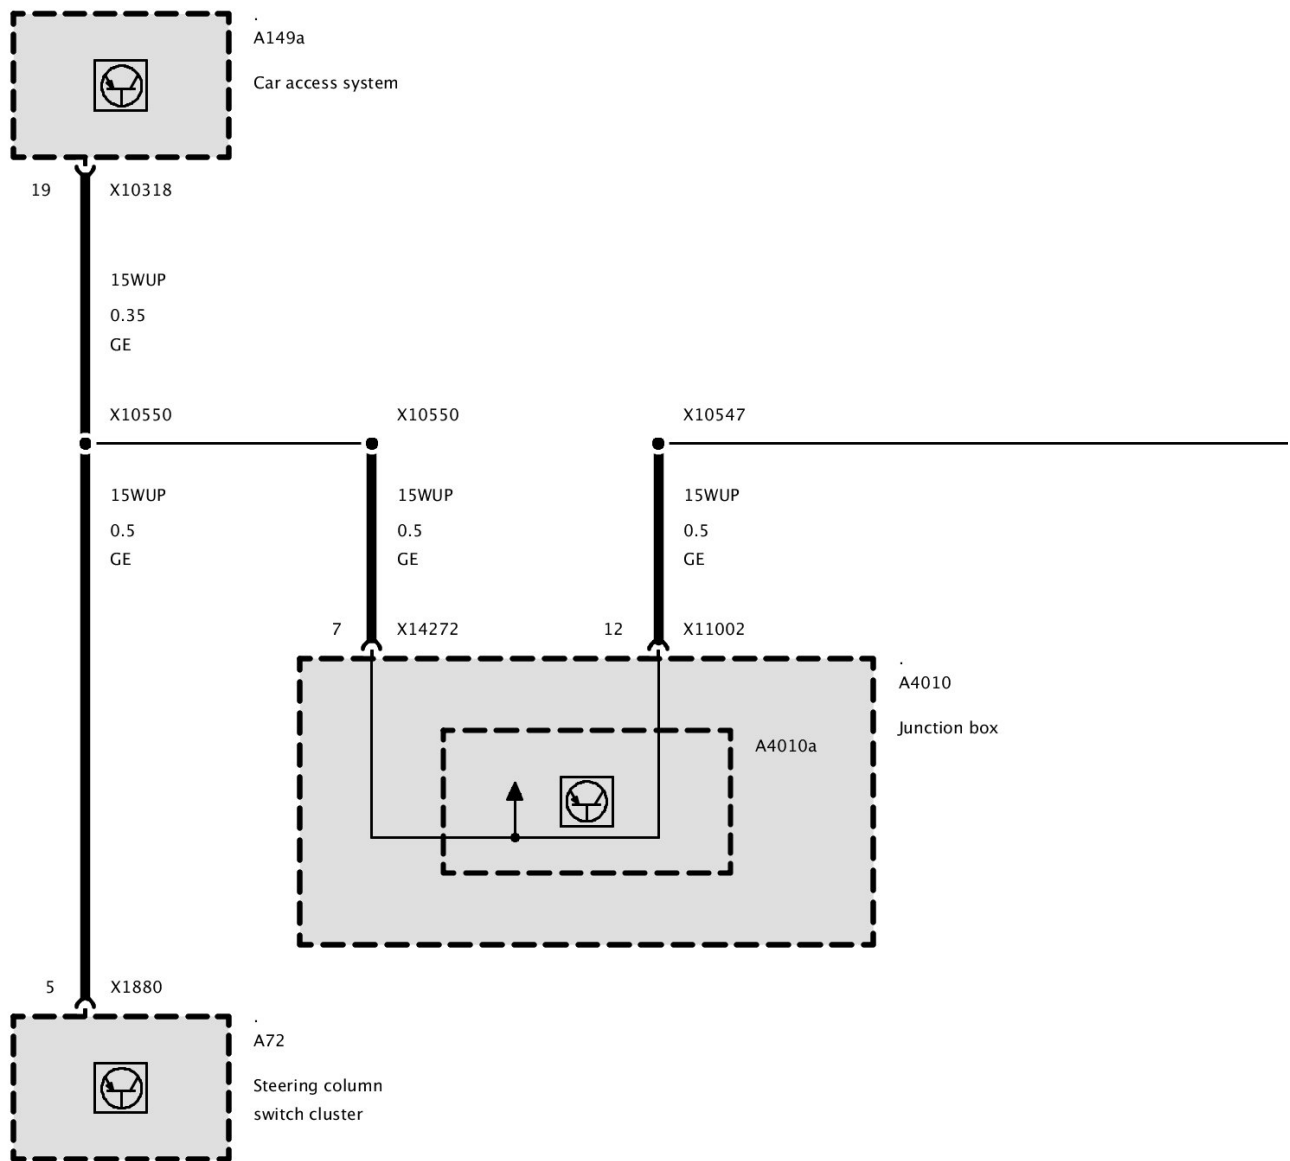 .
A149a
Car access system
19 X10318
15WUP
0.35
GE
X10550 X10550 X10547
15WUP 15WUP 15WUP
0.5 0.5 0.5
GE GE GE
7 X14272 12 X11002
.
A4010
Junction box
A4010a
5 X1880
.
A72
Steering column
switch cluster